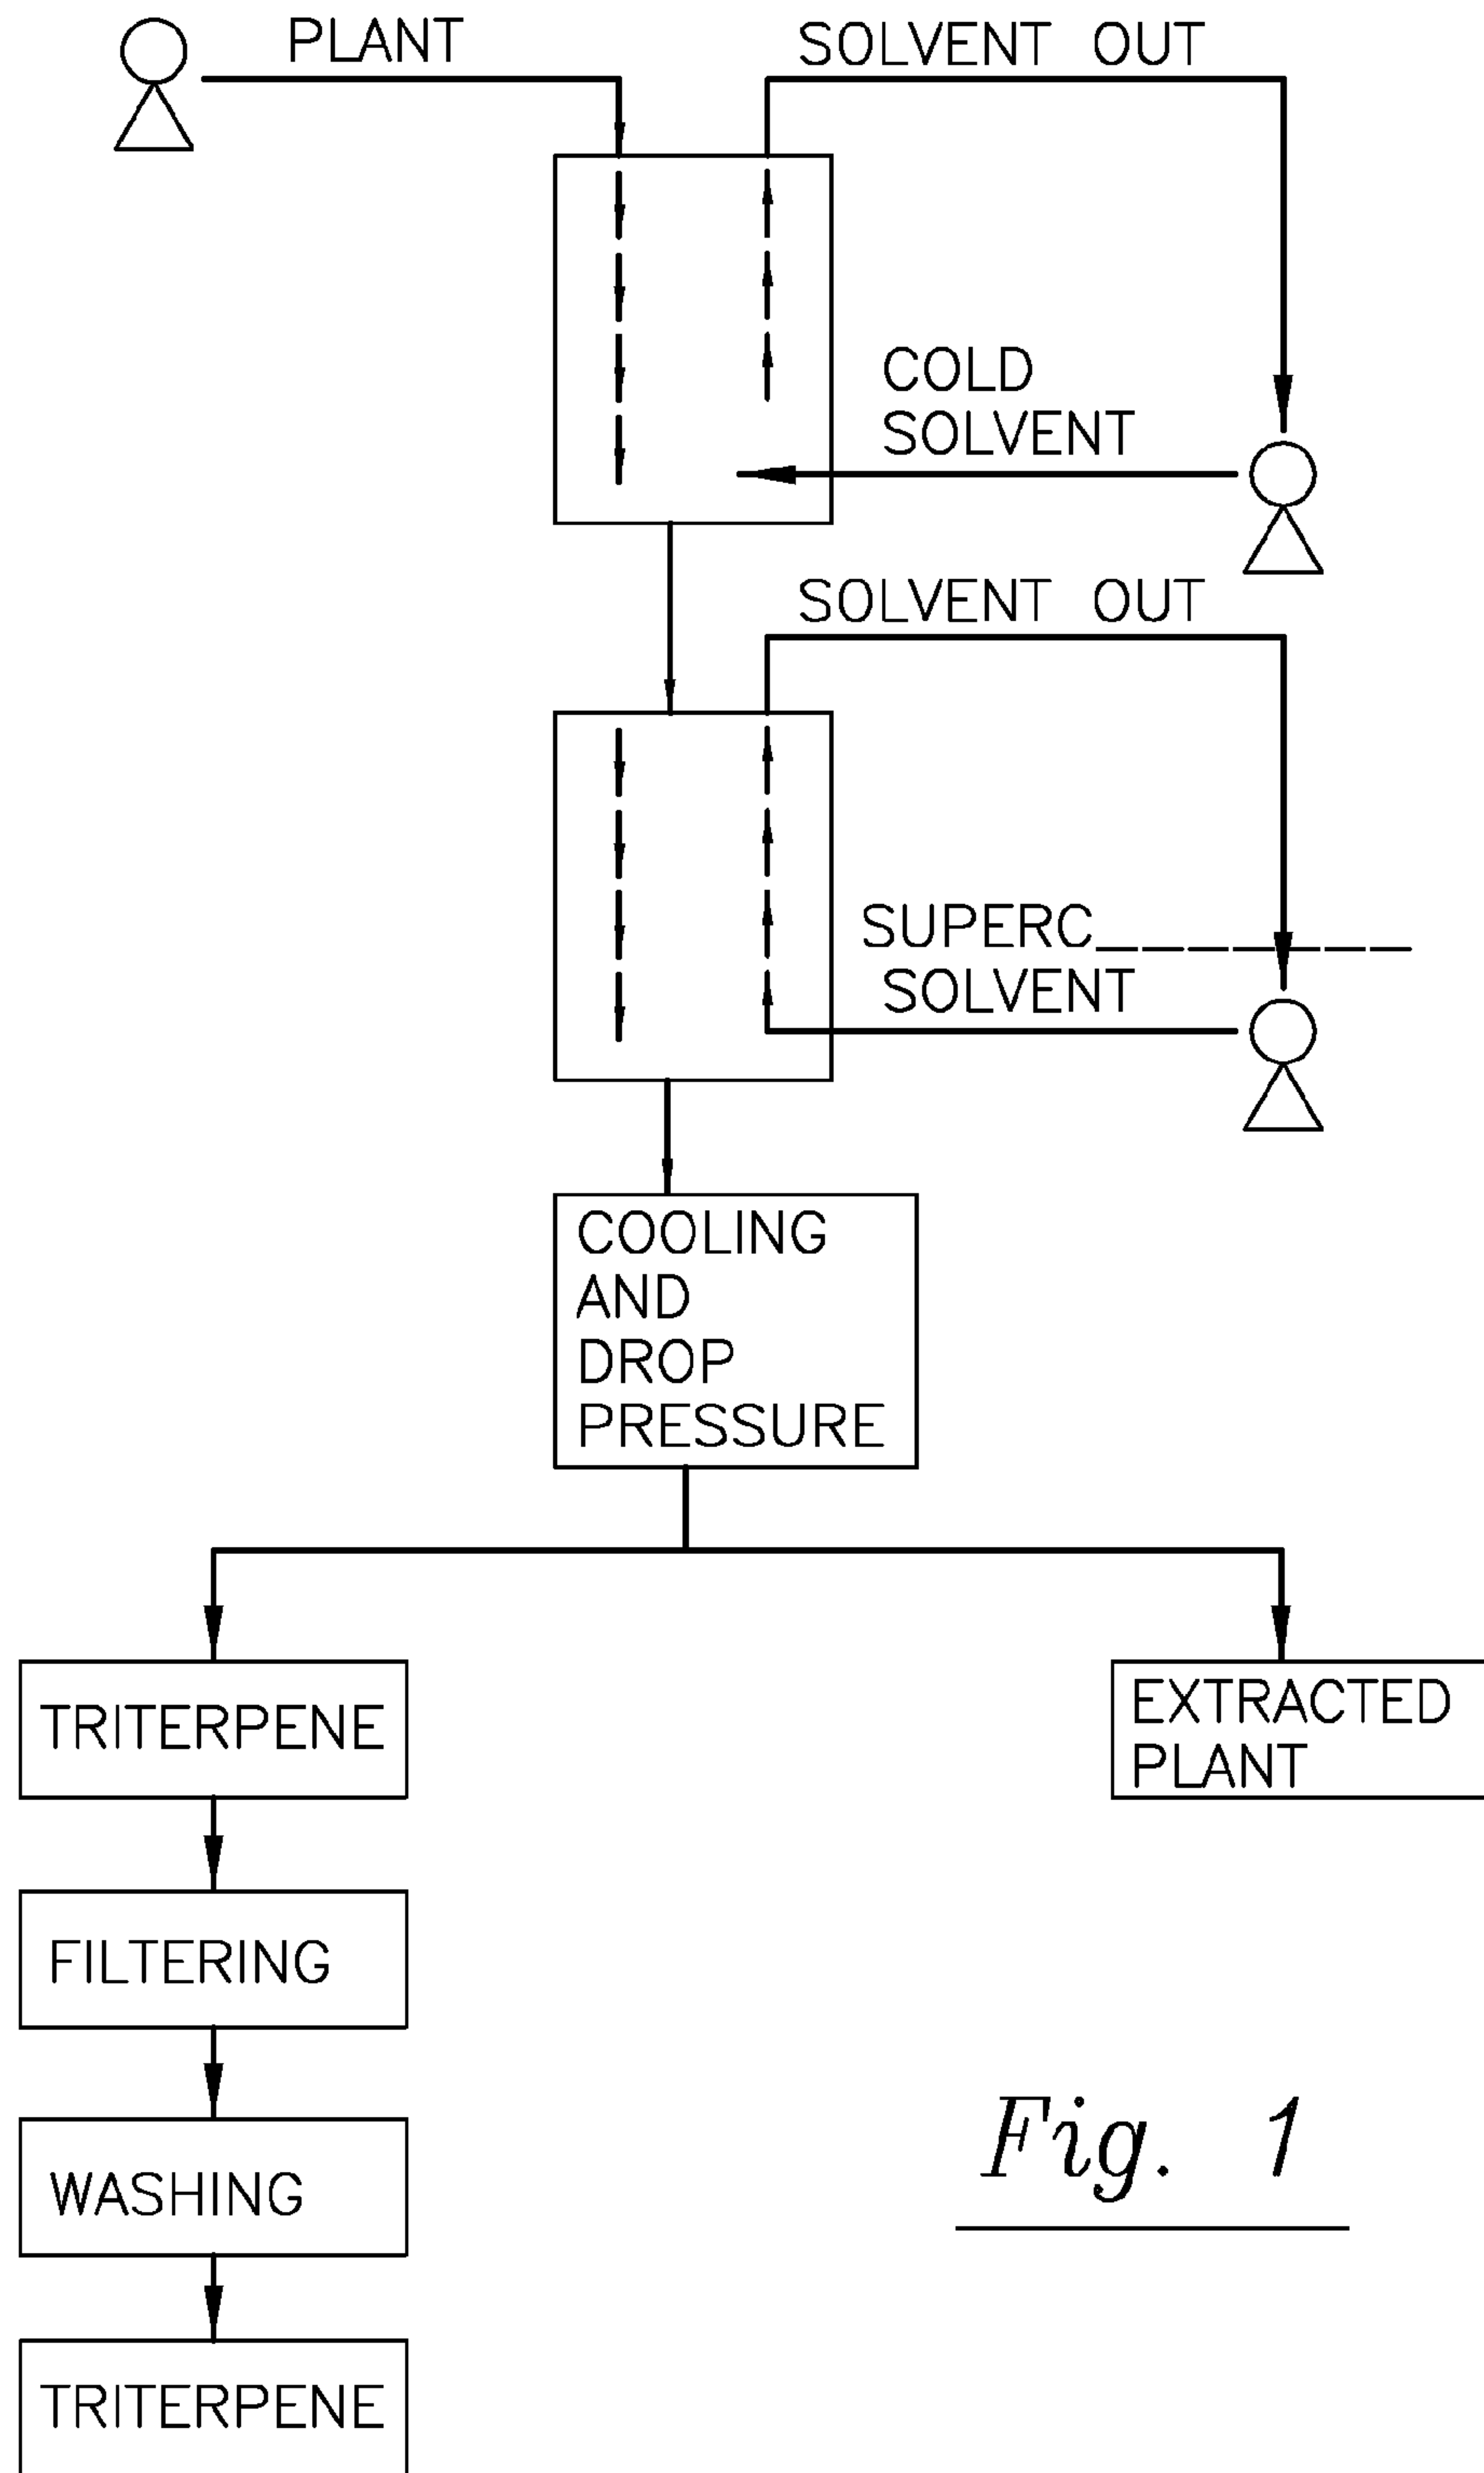 PLANT
SOLVENT OUT
COLD
SOLVENT
SOLVENT OUT
SUPERC
SOLVENT
COOLING
AND
DROP
PRESSURE
TRITERPENE
EXTRACTED
PLANT
FILTERING
WASHING
TRITERPENE
Fig. 1